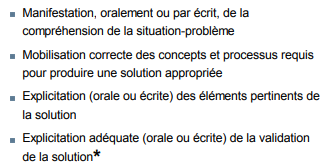 ▪ Manifestation, oralement ou par écrit, de la
compréhension de la situation-problème
▪ Mobilisation correcte des concepts et processus requis
pour produire une solution appropriée
▪ Explicitation (orale ou écrite) des éléments pertinents de
la solution
▪ Explicitation adéquate (orale ou écrite) de la validation
de la solution*